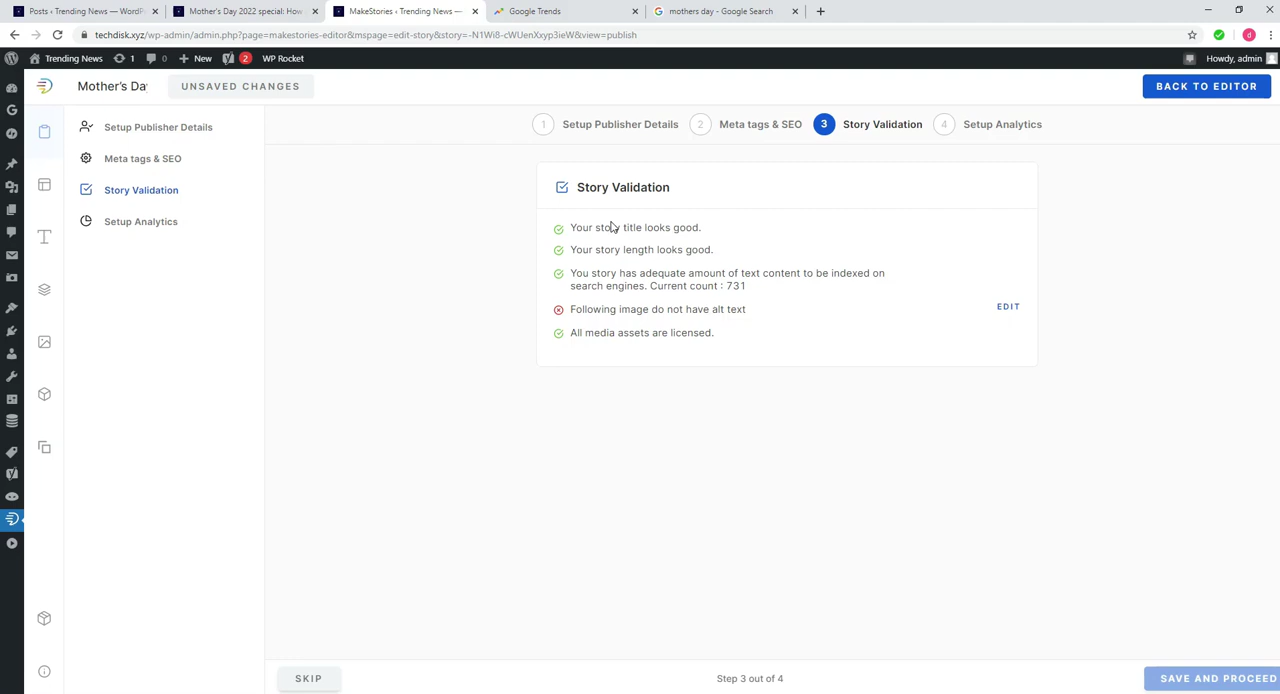 Posts ‹ Trending News — WordPr
Mother's Day 2022 special: How
MakeStories ‹ Trending News —
Google Trends
mothers day - Google Search
techdisk.xyz/wp-admin/admin.php?page=makestories-editor&mspage=edit-story&story=-N1Wi8-cWUenXxyp3ieW&view=publish
d
Trending News
1
0
New
2
WP Rocket
Howdy, admin
Mother's Da
UNSAVED CHANGES
BACK TO EDITOR
Setup Publisher Details
Meta tags & SEO
Story Validation
Setup Analytics
1 Setup Publisher Details
2 Meta tags & SEO
3 Story Validation
4 Setup Analytics
Story Validation
Your story title looks good.
Your story length looks good.
You story has adequate amount of text content to be indexed on
search engines. Current count : 731
Following image do not have alt text
EDIT
All media assets are licensed.
SKIP
Step 3 out of 4
SAVE AND PROCEED